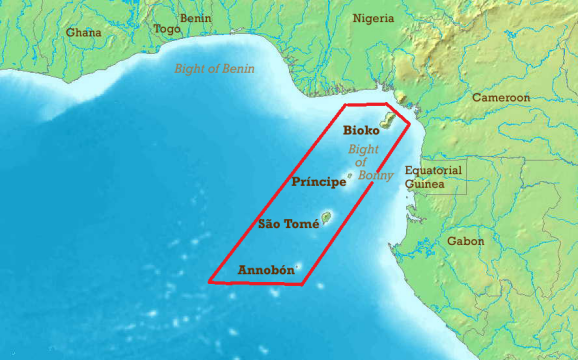 Benin
Nigeria
Togo
Ghana
Bight of Benin
Cameroon
Bioko
Bight
of
Bonny
Equatorial
Guinea
Príncipe
São Tomé
Gabon
Annobón